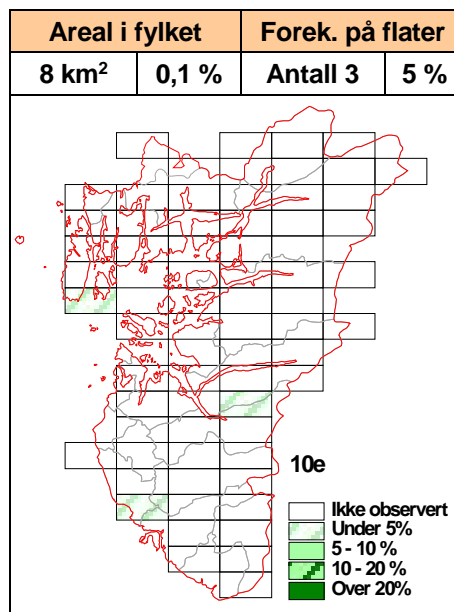 Areal i fylket Forek. på flater
8 km² 0,1 % Antall 3 5 %
10e
Ikke observert
Under 5%
5 - 10 %
10 - 20 %
Over 20%